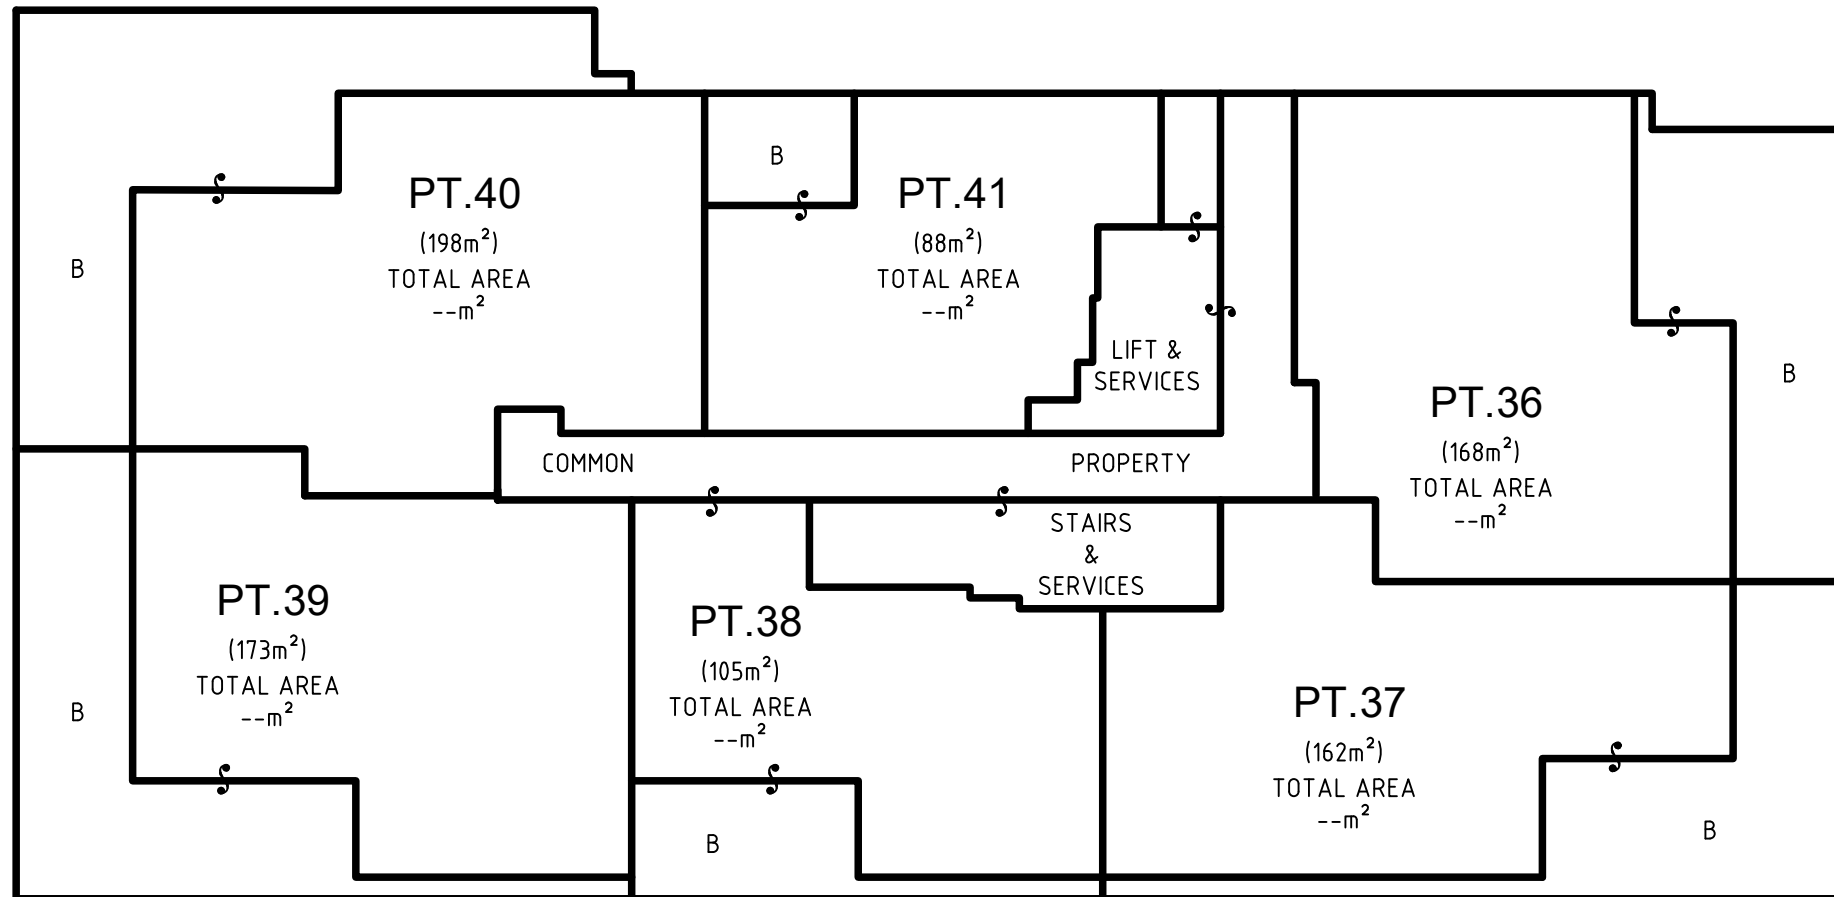 B
PT.40
(198m²)
TOTAL AREA
--m²
B
B
PT.41
(88m²)
TOTAL AREA
--m²
LIFT &
SERVICES
PT.36
(168m²)
TOTAL AREA
--m²
B
COMMON PROPERTY
STAIRS
&
SERVICES
PT.39
(173m²)
TOTAL AREA
--m²
B
PT.38
(105m²)
TOTAL AREA
--m²
B
PT.37
(162m²)
TOTAL AREA
--m²
B